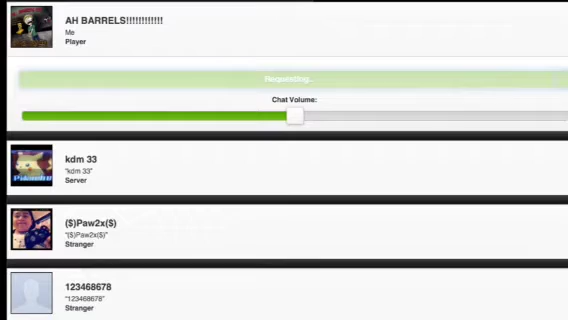 AH BARRELS!!!!!!!!!!!!
Me
Player
Requesting...
Chat Volume:
kdm 33
"kdm 33"
Server
($)Paw2x($)
"($)Paw2x($)"
Stranger
123468678
"123468678"
Stranger